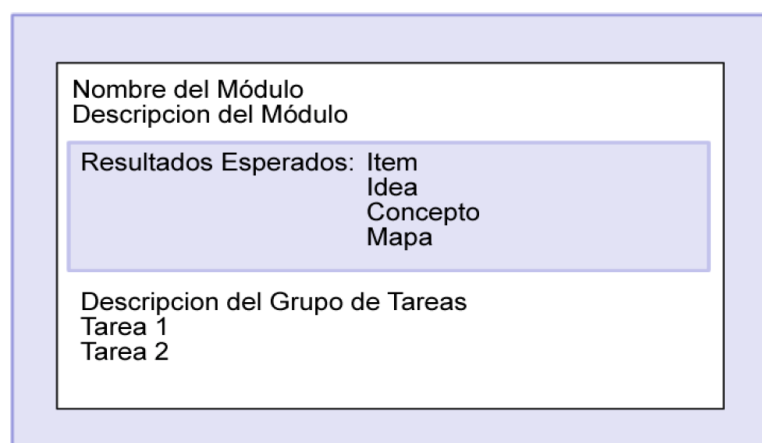 Nombre del Módulo
Descripcion del Módulo
Resultados Esperados: Item
Idea
Concepto
Mapa
Descripcion del Grupo de Tareas
Tarea 1
Tarea 2